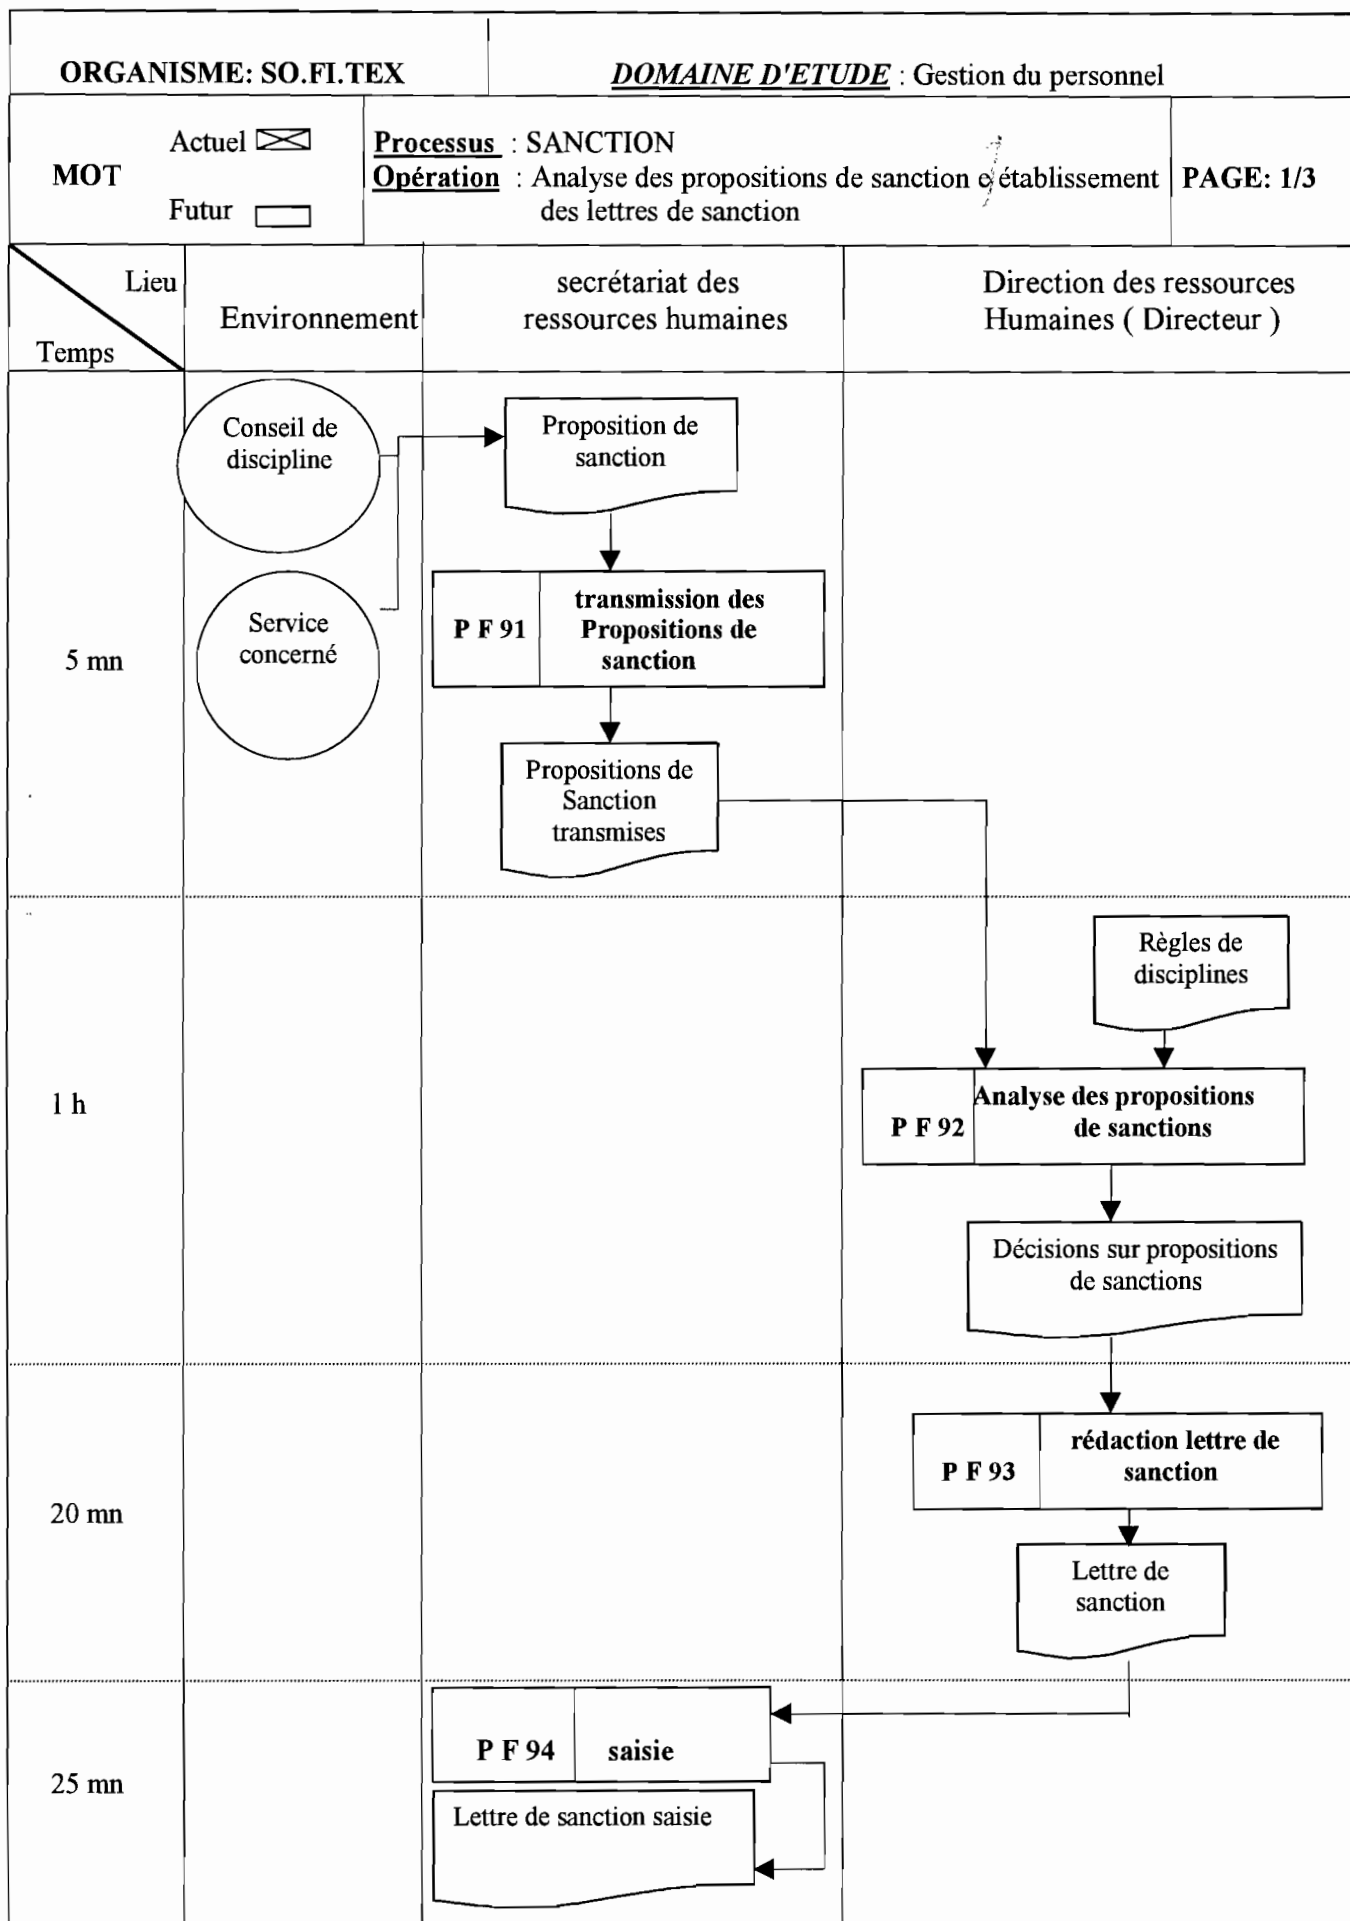 ORGANISME: SO.FI.TEX
DOMAINE D'ETUDE : Gestion du personnel
MOT
Actuel
Futur
Processus : SANCTION
Opération : Analyse des propositions de sanction établissement
des lettres de sanction
PAGE: 1/3
Lieu
Temps
Environnement
secrétariat des
ressources humaines
Direction des ressources
Humaines ( Directeur )
Conseil de
discipline
Proposition de
sanction
Service
concerné
5 mn
P F 91
transmission des
Propositions de
sanction
Propositions de
Sanction
transmises
Règles de
disciplines
1 h
P F 92
Analyse des propositions
de sanctions
Décisions sur propositions
de sanctions
20 mn
P F 93
rédaction lettre de
sanction
Lettre de
sanction
25 mn
P F 94
saisie
Lettre de sanction saisie